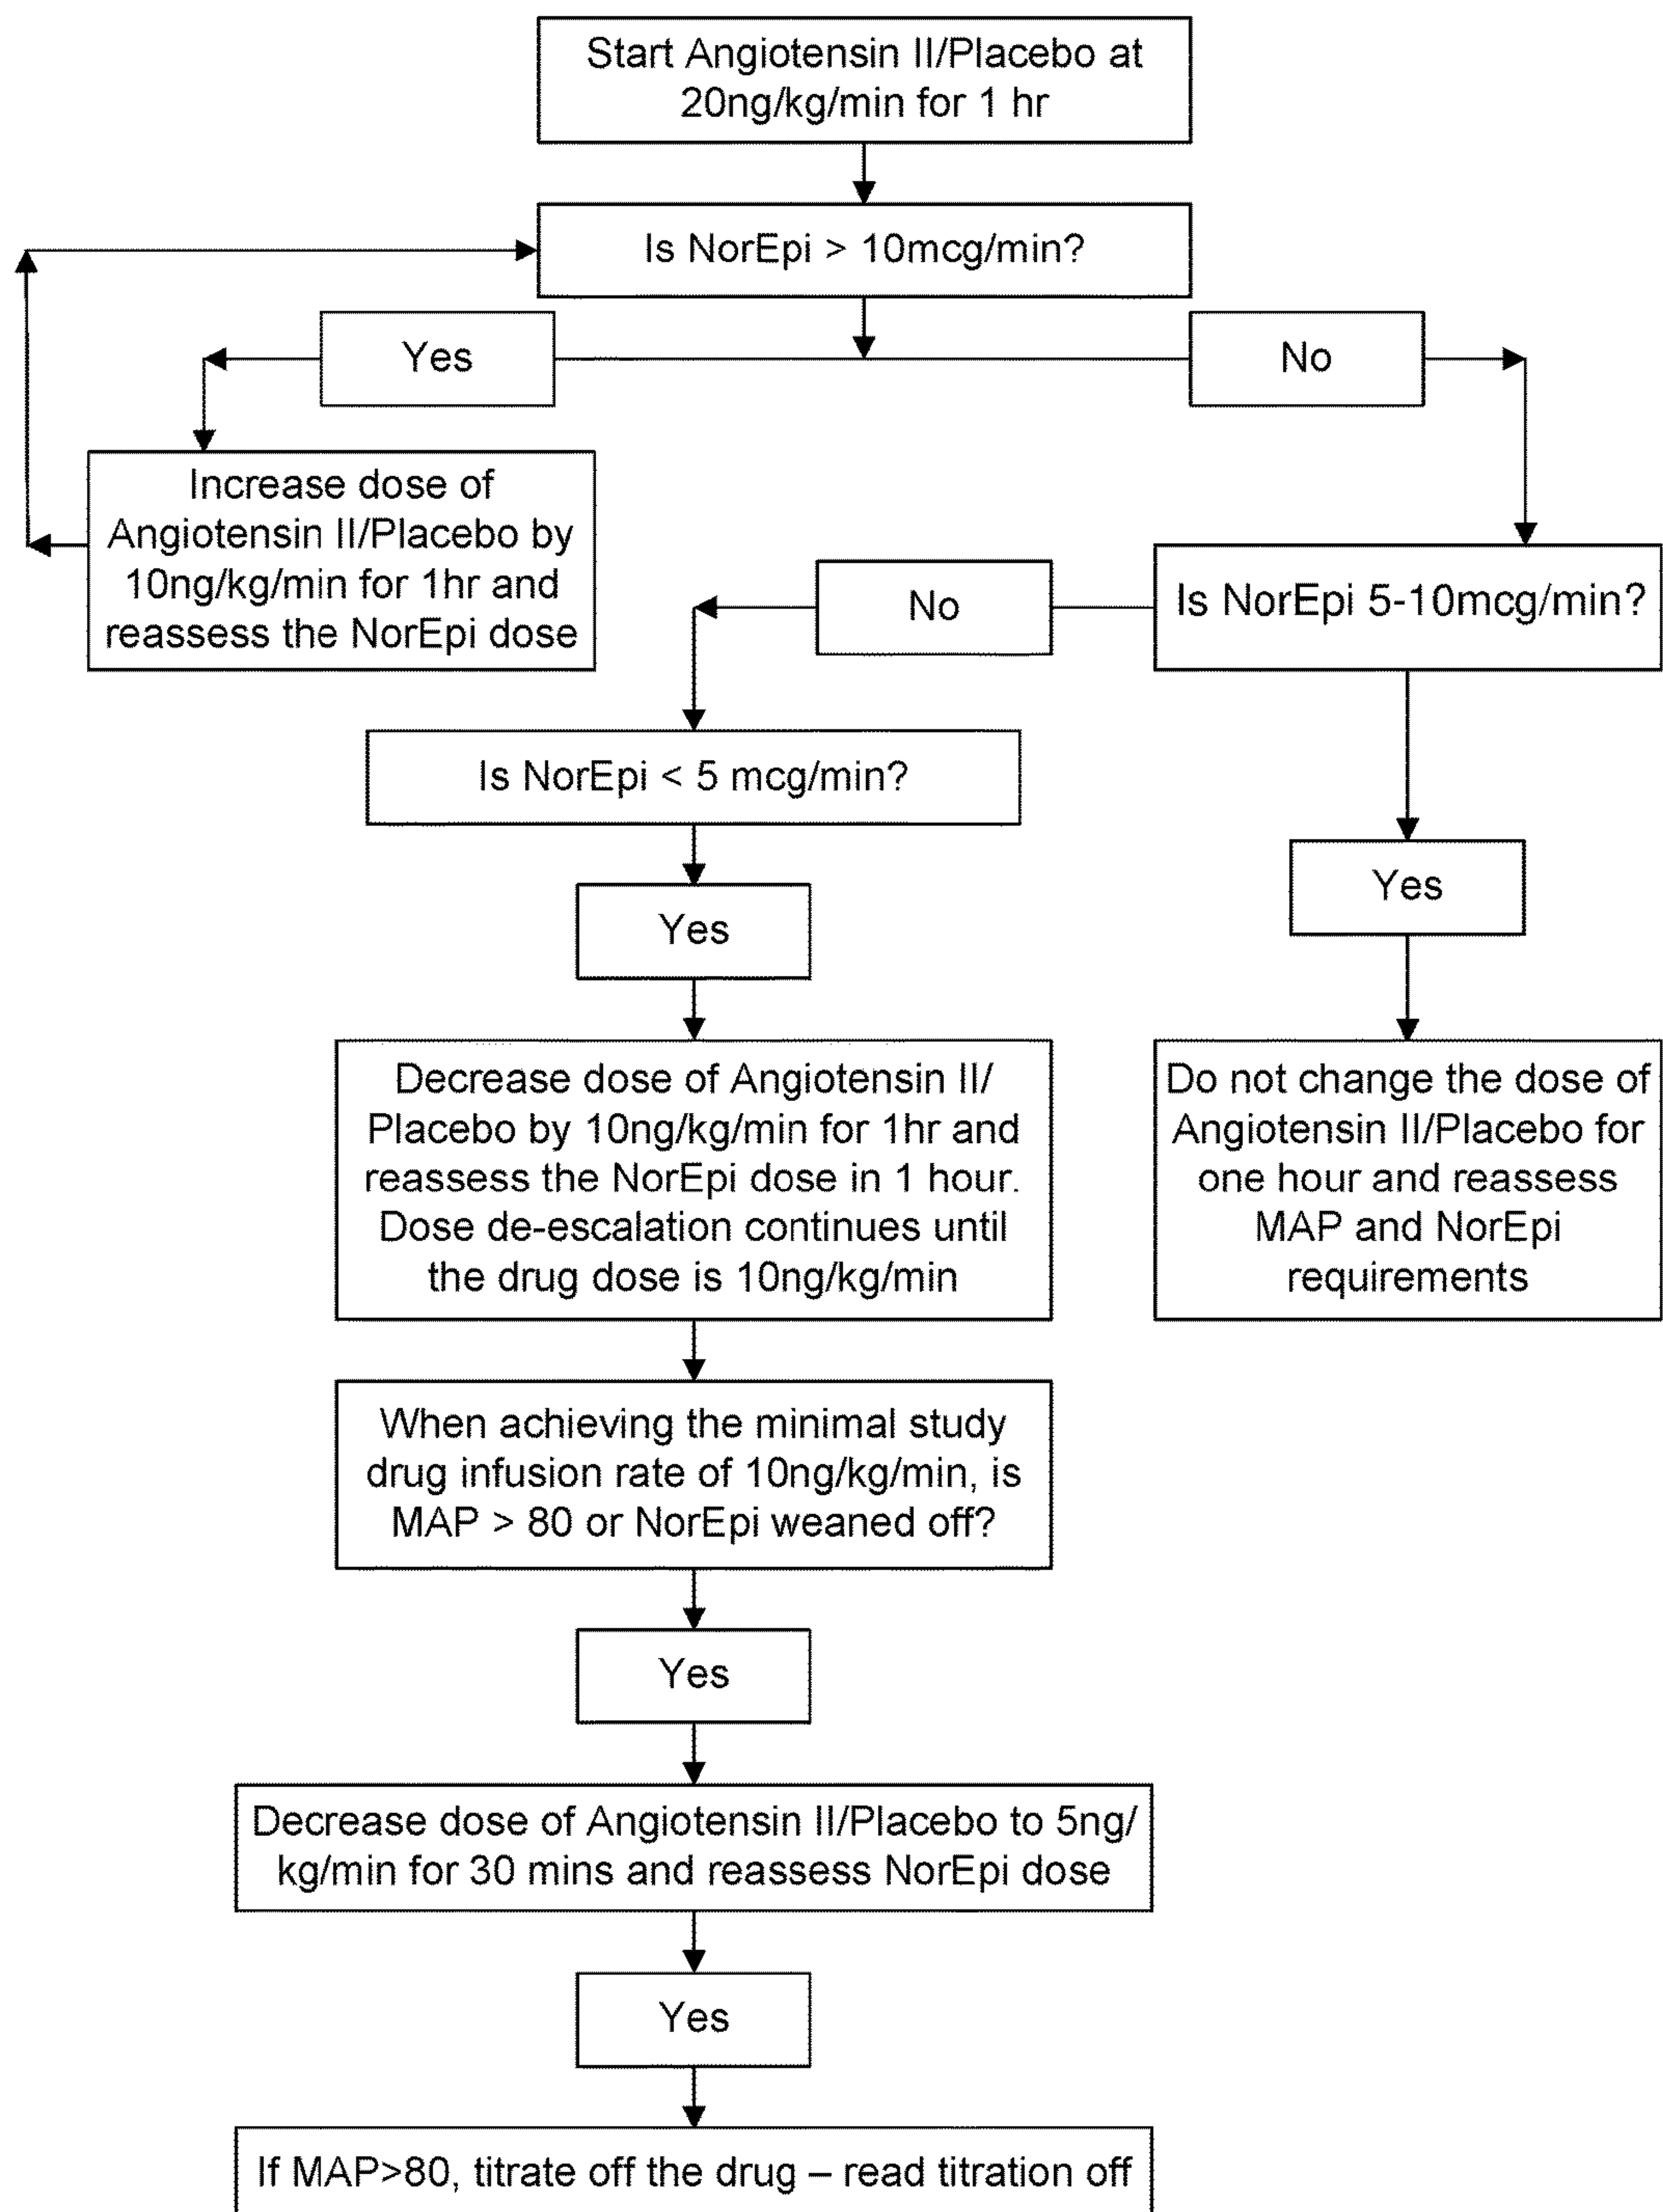 Start Angiotensin II/Placebo at
20ng/kg/min for 1 hr
Is NorEpi > 10mcg/min?
Yes
No
Increase dose of
Angiotensin II/Placebo by
10ng/kg/min for 1hr and
reassess the NorEpi dose
No
Is NorEpi 5-10mcg/min?
Is NorEpi < 5 mcg/min?
Yes
Yes
Decrease dose of Angiotensin II/
Placebo by 10ng/kg/min for 1hr and
reassess the NorEpi dose in 1 hour.
Dose de-escalation continues until
the drug dose is 10ng/kg/min
Do not change the dose of
Angiotensin II/Placebo for
one hour and reassess
MAP and NorEpi
requirements
When achieving the minimal study
drug infusion rate of 10ng/kg/min, is
MAP > 80 or NorEpi weaned off?
Yes
Decrease dose of Angiotensin II/Placebo to 5ng/
kg/min for 30 mins and reassess NorEpi dose
Yes
If MAP>80, titrate off the drug – read titration off